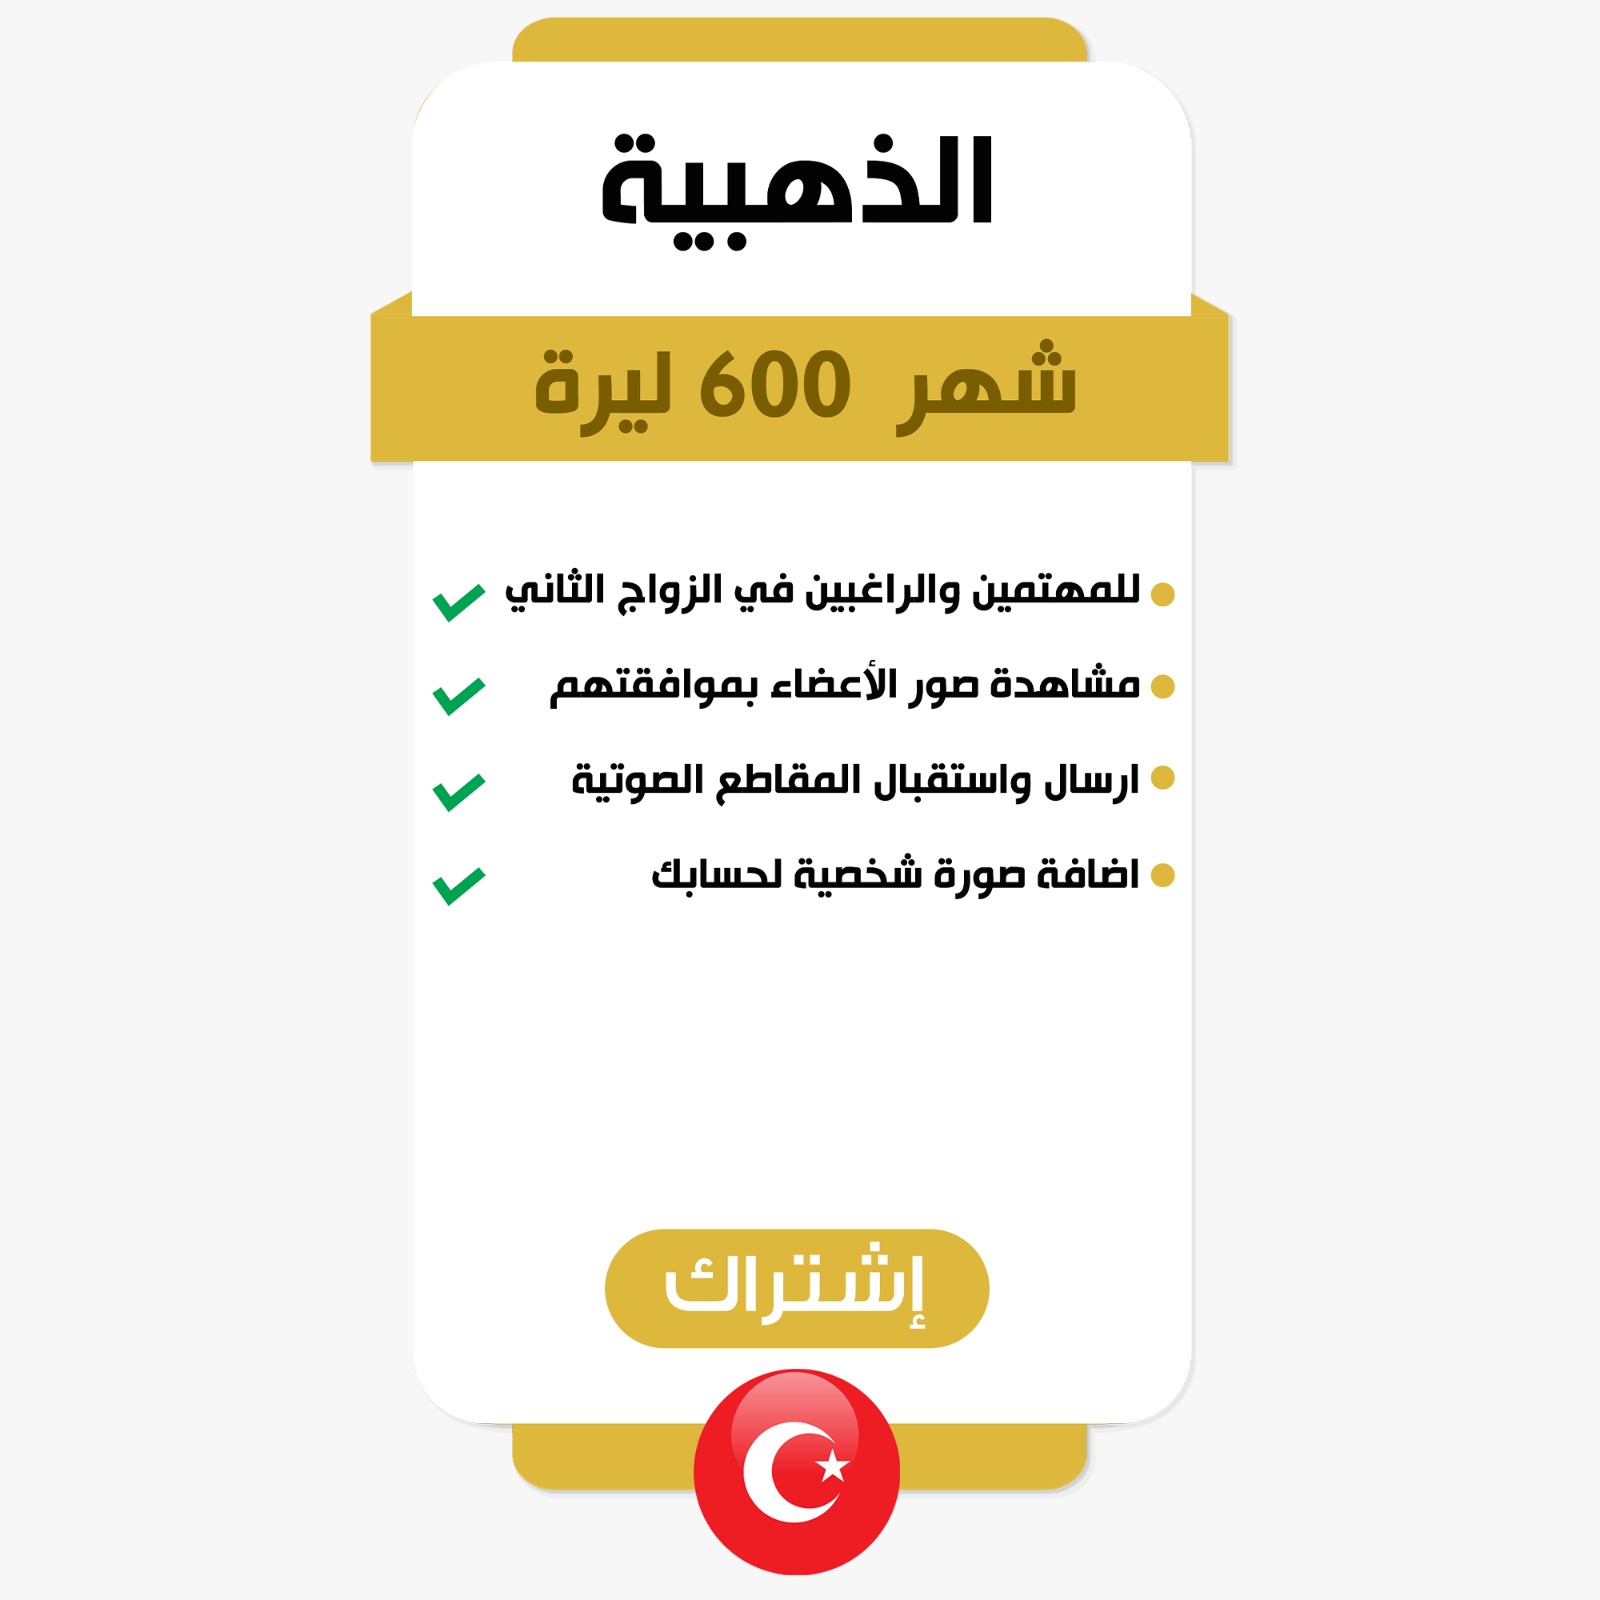 الذهبية
شهر 600 ليرة
للمهتمين والراغبين في الزواج الثاني
مشاهدة صور الأعضاء بموافقتهم
ارسال واستقبال المقاطع الصوتية
اضافة صورة شخصية لحسابك
إشتراك